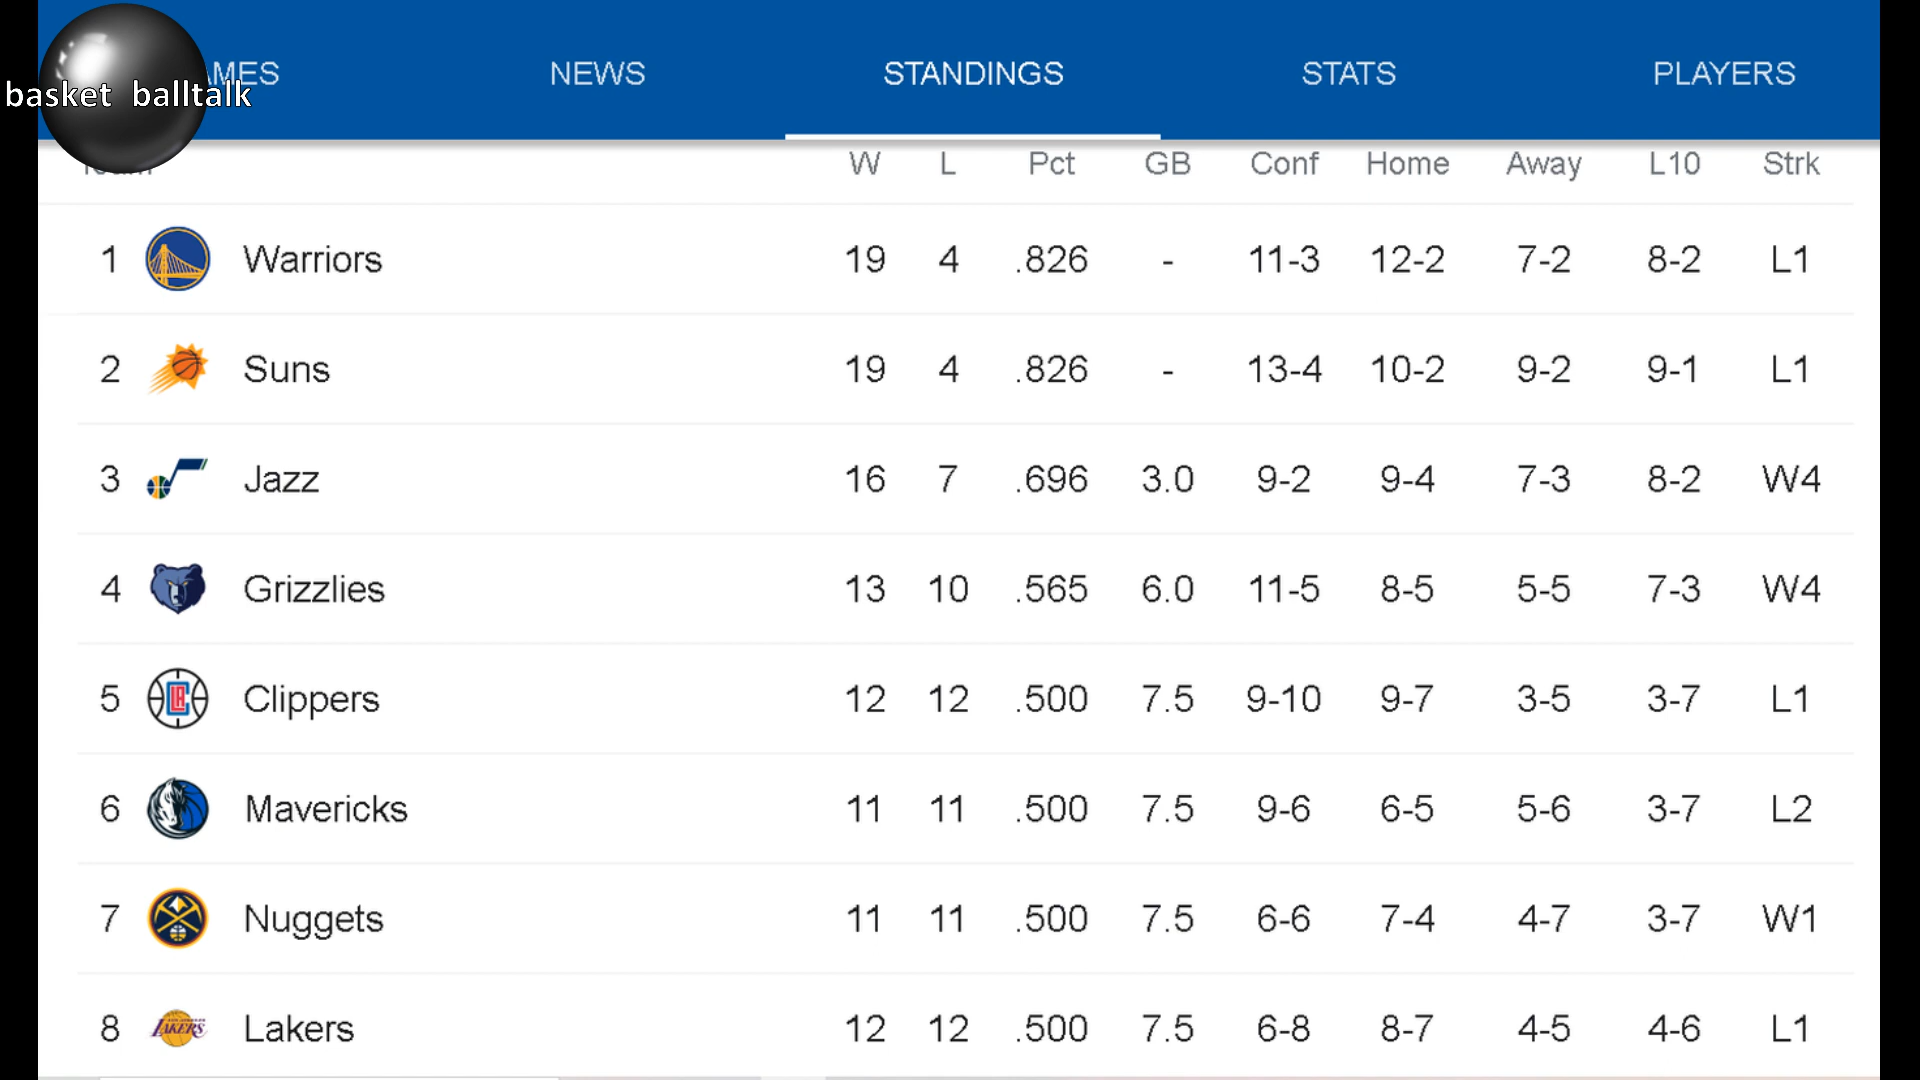 AMES NEWS STANDINGS STATS PLAYERS
basket balltalk
W L Pct GB Conf Home Away L10 Strk
1 Warriors 19 4 .826 - 11-3 12-2 7-2 8-2 L1
2 Suns 19 4 .826 - 13-4 10-2 9-2 9-1 L1
3 Jazz 16 7 .696 3.0 9-2 9-4 7-3 8-2 W4
4 Grizzlies 13 10 .565 6.0 11-5 8-5 5-5 7-3 W4
5 Clippers 12 12 .500 7.5 9-10 9-7 3-5 3-7 L1
6 Mavericks 11 11 .500 7.5 9-6 6-5 5-6 3-7 L2
7 Nuggets 11 11 .500 7.5 6-6 7-4 4-7 3-7 W1
8 LAKERS Lakers 12 12 .500 7.5 6-8 8-7 4-5 4-6 L1